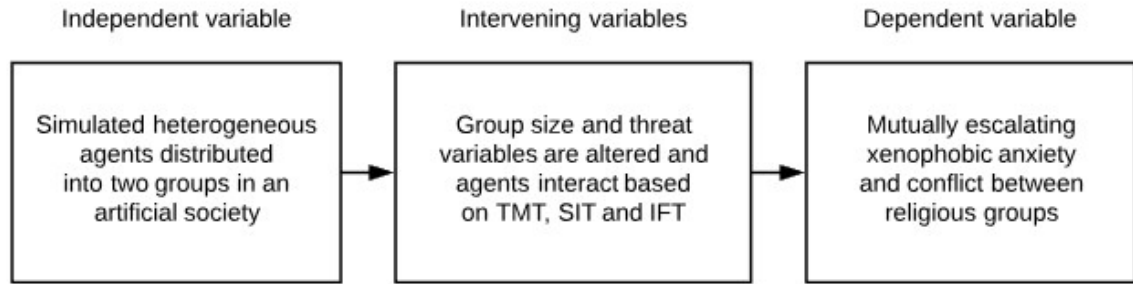 Independent variable
Intervening variables
Dependent variable
Simulated heterogeneous
agents distributed
into two groups in an
artificial society
Group size and threat
variables are altered and
agents interact based
on TMT, SIT and IFT
Mutually escalating
xenophobic anxiety
and conflict between
religious groups